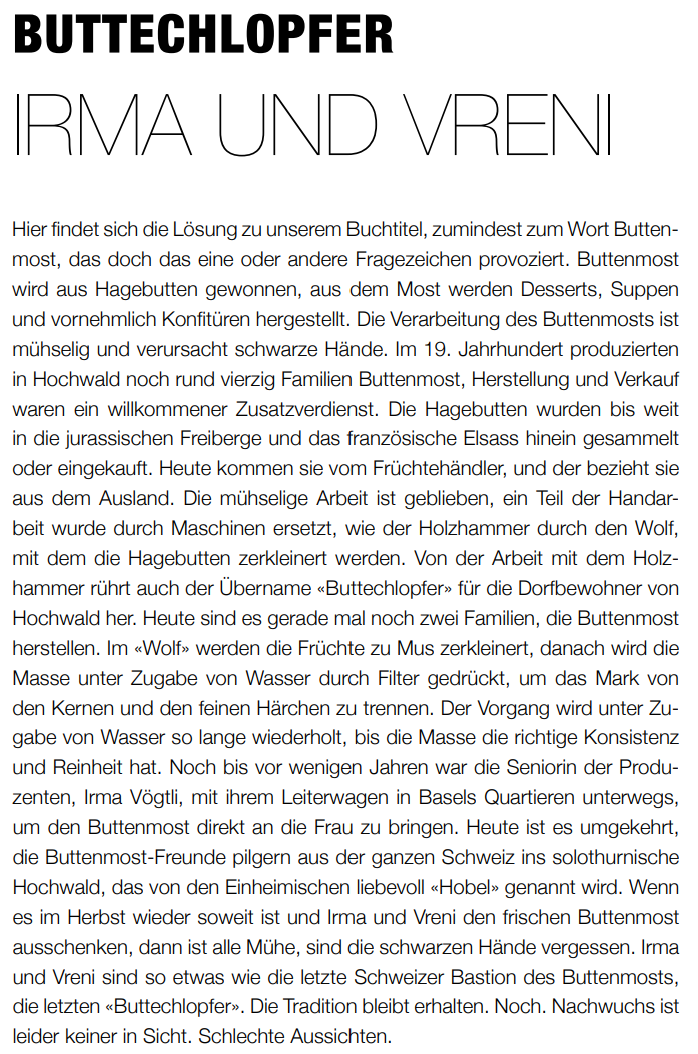 BUTTECHLOPFER
IRMA UND VRENI
Hier findet sich die Lösung zu unserem Buchtitel, zumindest zum Wort Butten-
most, das doch das eine oder andere Fragezeichen provoziert. Buttenmost
wird aus Hagebutten gewonnen, aus dem Most werden Desserts, Suppen
und vornehmlich Konfitüren hergestellt. Die Verarbeitung des Buttenmosts ist
mühselig und verursacht schwarze Hände. Im 19. Jahrhundert produzierten
in Hochwald noch rund vierzig Familien Buttenmost, Herstellung und Verkauf
waren ein willkommener Zusatzverdienst. Die Hagebutten wurden bis weit
in die jurassischen Freiberge und das französische Elsass hinein gesammelt
oder eingekauft. Heute kommen sie vom Früchtehändler, und der bezieht sie
aus dem Ausland. Die mühselige Arbeit ist geblieben, ein Teil der Handar-
beit wurde durch Maschinen ersetzt, wie der Holzhammer durch den Wolf,
mit dem die Hagebutten zerkleinert werden. Von der Arbeit mit dem Holz-
hammer rührt auch der Übername «Buttechlopfer» für die Dorfbewohner von
Hochwald her. Heute sind es gerade mal noch zwei Familien, die Buttenmost
herstellen. Im «Wolf» werden die Früchte zu Mus zerkleinert, danach wird die
Masse unter Zugabe von Wasser durch Filter gedrückt, um das Mark von
den Kernen und den feinen Härchen zu trennen. Der Vorgang wird unter Zu-
gabe von Wasser so lange wiederholt, bis die Masse die richtige Konsistenz
und Reinheit hat. Noch bis vor wenigen Jahren war die Seniorin der Produ-
zenten, Irma Vögtli, mit ihrem Leiterwagen in Basels Quartieren unterwegs,
um den Buttenmost direkt an die Frau zu bringen. Heute ist es umgekehrt,
die Buttenmost-Freunde pilgern aus der ganzen Schweiz ins solothurnische
Hochwald, das von den Einheimischen liebevoll «Hobel» genannt wird. Wenn
es im Herbst wieder soweit ist und Irma und Vreni den frischen Buttenmost
ausschenken, dann ist alle Mühe, sind die schwarzen Hände vergessen. Irma
und Vreni sind so etwas wie die letzte Schweizer Bastion des Buttenmosts,
die letzten «Buttechlopfer». Die Tradition bleibt erhalten. Noch. Nachwuchs ist
leider keiner in Sicht. Schlechte Aussichten.